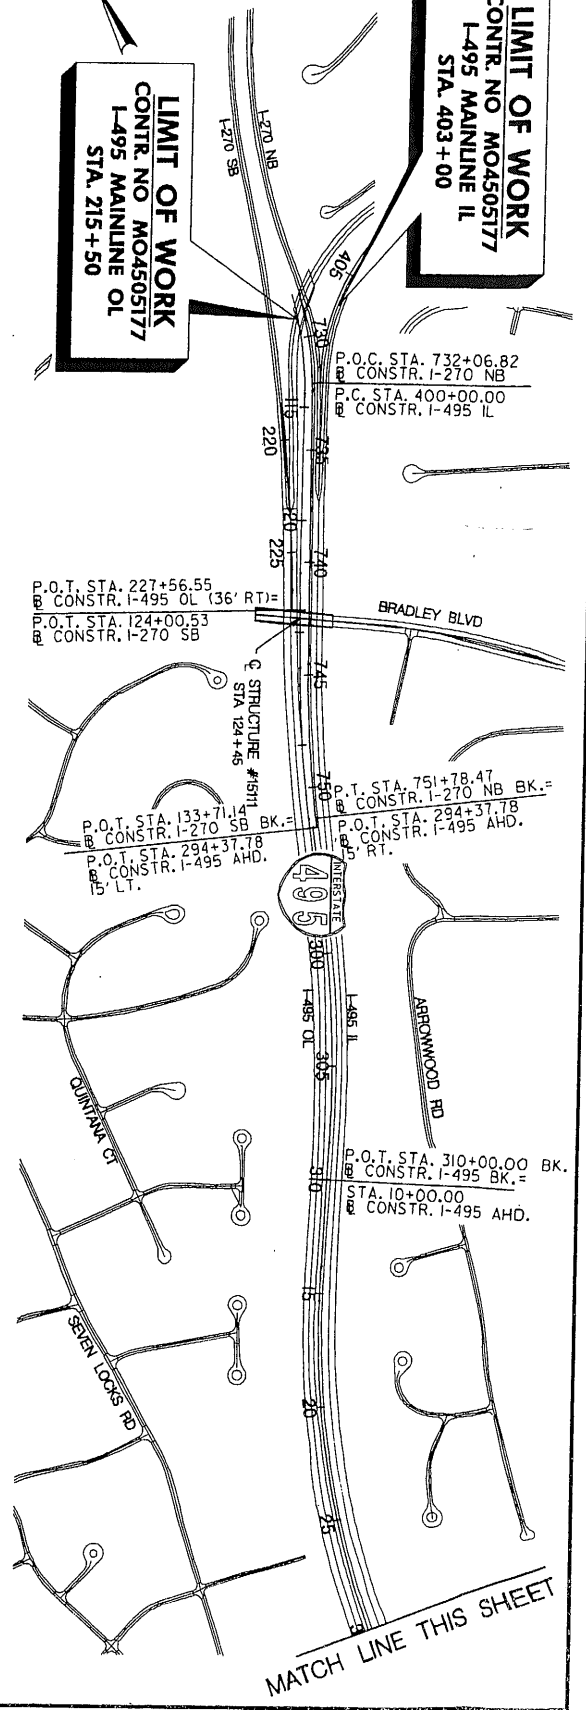 LIMIT OF WORK
CONTR. NO MO4505177
I-495 MAINLINE IL
STA. 403+00
LIMIT OF WORK
CONTR. NO MO4505177
I-495 MAINLINE OL
STA. 215+50
I-270 NB
I-270 SB
405
730
P.O.C. STA. 732+06.82
℄ CONSTR. I-270 NB
P.C. STA. 400+00.00
℄ CONSTR. I-495 IL
115
220
735
120
225
740
P.O.T. STA. 227+56.55
℄ CONSTR. I-495 OL (36' RT)=
P.O.T. STA. 124+00.53
℄ CONSTR. I-270 SB
BRADLEY BLVD
℄ STRUCTURE #15111
STA 124+45
745
750
P.T. STA. 751+78.47
℄ CONSTR. I-270 NB BK.=
P.O.T. STA. 294+37.78
℄ CONSTR. I-495 AHD.
15' RT.
P.O.T. STA. 133+71.14
℄ CONSTR. I-270 SB BK.=
P.O.T. STA. 294+37.78
℄ CONSTR. I-495 AHD.
15' LT.
INTERSTATE
495
300
I-495 OL
I-495 IL
305
ARROWWOOD RD
QUINTANA CT
P.O.T. STA. 310+00.00 BK.
℄ CONSTR. I-495 BK.=
STA. 10+00.00
℄ CONSTR. I-495 AHD.
310
15
SEVEN LOCKS RD
20
25
MATCH LINE THIS SHEET